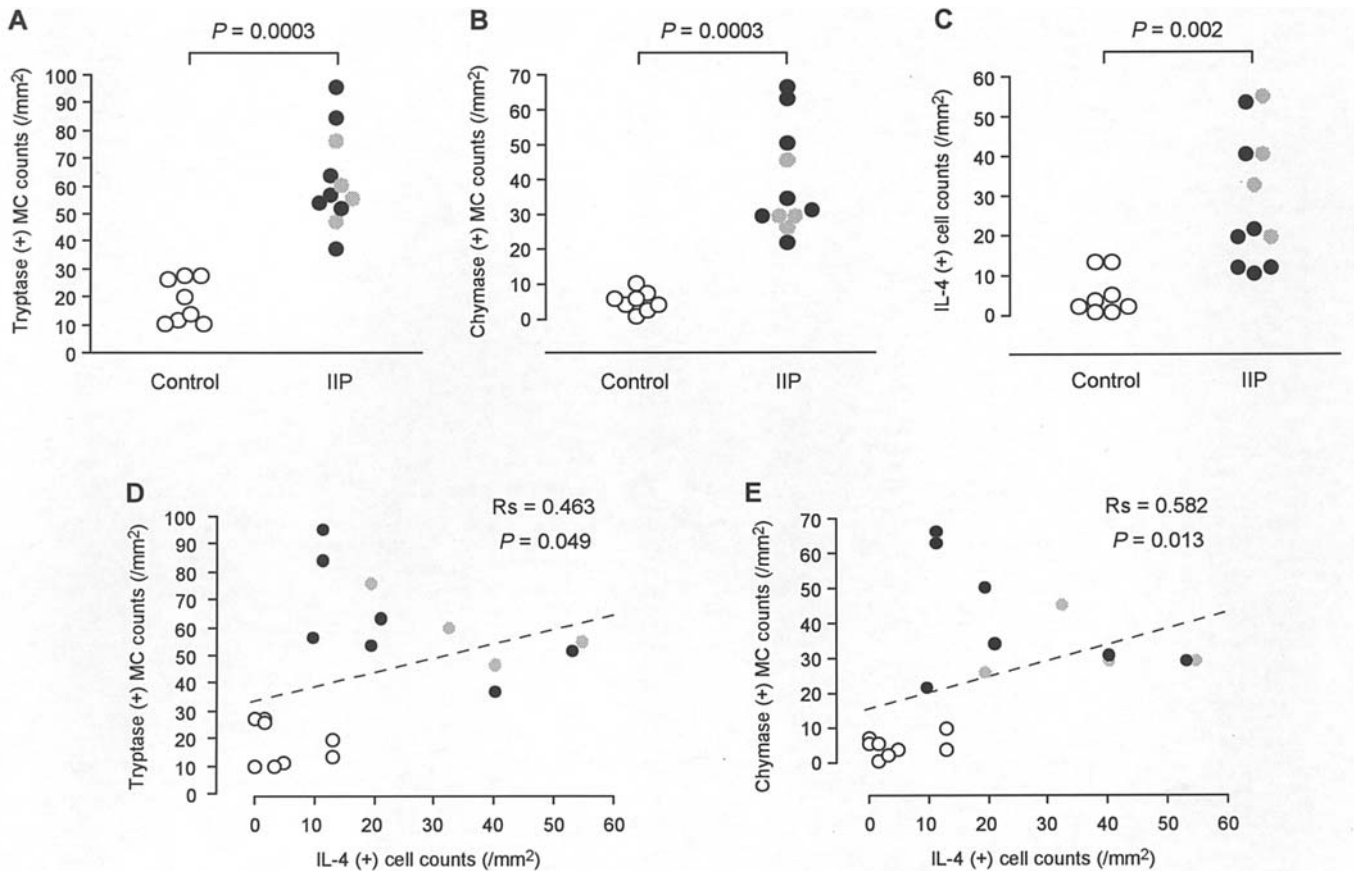 A
P = 0.0003
Tryptase (+) MC counts (/mm²)
100
90
80
70
60
50
40
30
20
10
0
Control
IIP
B
P = 0.0003
Chymase (+) MC counts (/mm²)
70
60
50
40
30
20
10
0
Control
IIP
C
P = 0.002
IL-4 (+) cell counts (/mm²)
60
50
40
30
20
10
0
Control
IIP
D
Rs = 0.463
P = 0.049
Tryptase (+) MC counts (/mm²)
100
90
80
70
60
50
40
30
20
10
0
0 10 20 30 40 50 60
IL-4 (+) cell counts (/mm²)
E
Rs = 0.582
P = 0.013
Chymase (+) MC counts (/mm²)
70
60
50
40
30
20
10
0
0 10 20 30 40 50 60
IL-4 (+) cell counts (/mm²)